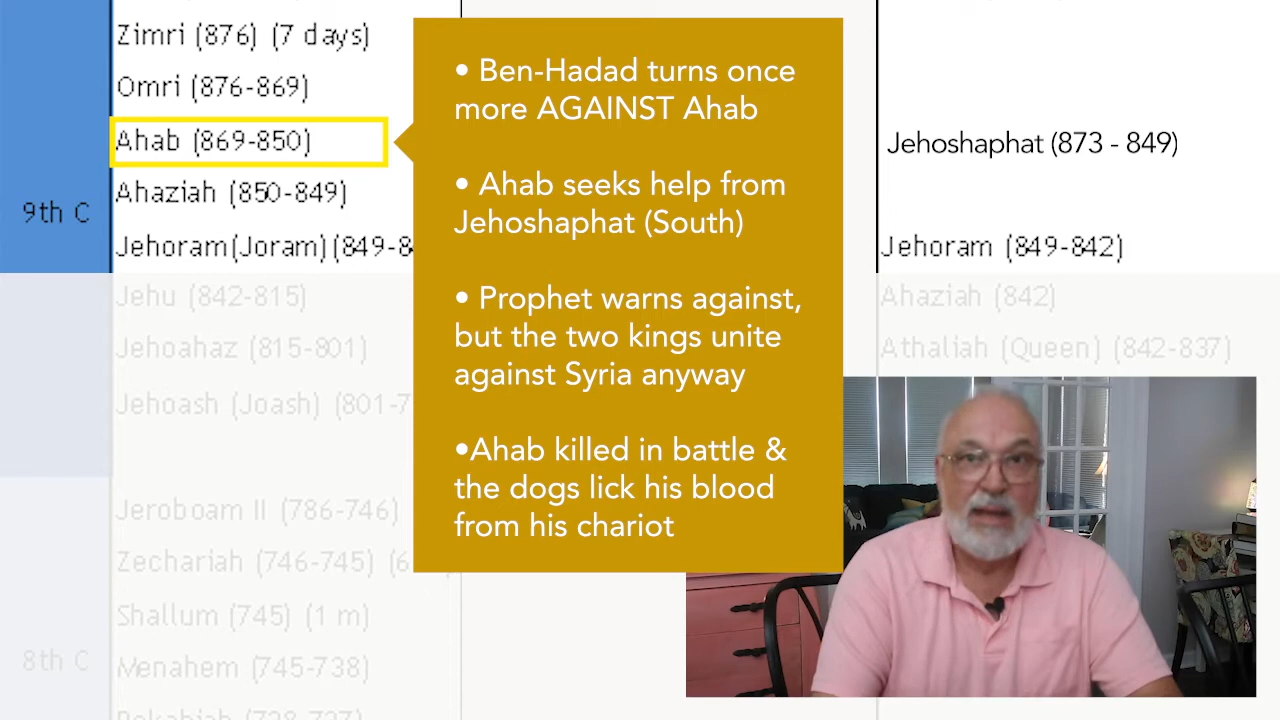 Zimri (876) (7 days)
Omri (876-869)
Ahab (869-850)
Ahaziah (850-849)
9th C
Jehoram(Joram)(849-8
Jehu (842-815)
Jehoahaz (815-801)
Jehoash (Joash) (801-7
Jeroboam II (786-746)
Zechariah (746-745) (6
Shallum (745) (1 m)
8th C
Menahem (745-738)
• Ben-Hadad turns once
more AGAINST Ahab
• Ahab seeks help from
Jehoshaphat (South)
• Prophet warns against,
but the two kings unite
against Syria anyway
•Ahab killed in battle &
the dogs lick his blood
from his chariot
Jehoshaphat (873 - 849)
Jehoram (849-842)
Ahaziah (842)
Athaliah (Queen) (842-837)